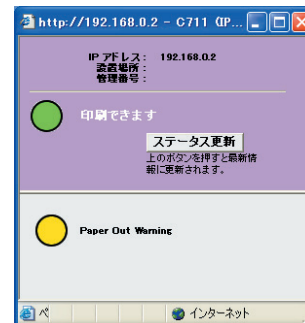 http://192.168.0.2 - C711 (IP...
IP アドレス： 192.168.0.2
設置場所：
管理番号：
印刷できます
ステータス更新
上のボタンを押すと最新情
報に更新されます。
Paper Out Warning
ペ
インターネット